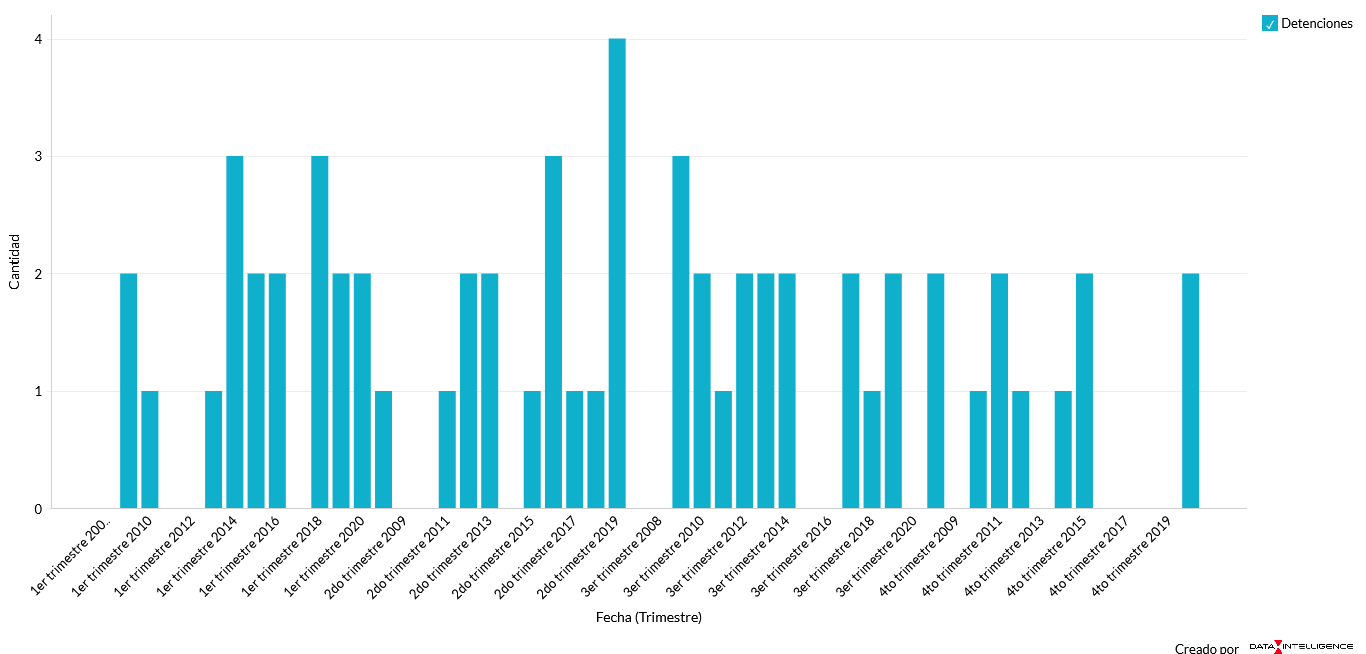 Detenciones
Cantidad
4
3
2
1
0
1er trimestre 200..
1er trimestre 2010
1er trimestre 2012
1er trimestre 2014
1er trimestre 2016
1er trimestre 2018
1er trimestre 2020
2do trimestre 2009
2do trimestre 2011
2do trimestre 2013
2do trimestre 2015
2do trimestre 2017
2do trimestre 2019
3er trimestre 2008
3er trimestre 2010
3er trimestre 2012
3er trimestre 2014
3er trimestre 2016
3er trimestre 2018
3er trimestre 2020
4to trimestre 2009
4to trimestre 2011
4to trimestre 2013
4to trimestre 2015
4to trimestre 2017
4to trimestre 2019
Fecha (Trimestre)
Creado por DATA INTELLIGENCE